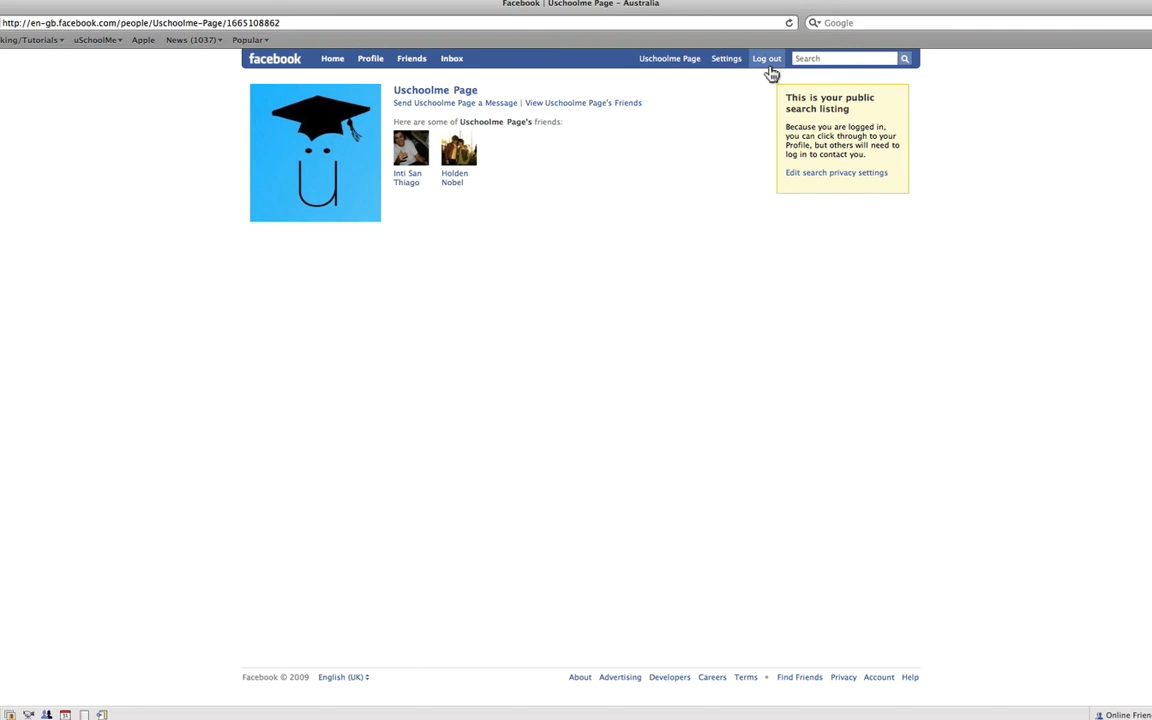 Facebook | Uschoolme Page – Australia
http://en-gb.facebook.com/people/Uschoolme-Page/1665108862
Google
king/Tutorials uSchoolMe Apple News (1037) Popular
facebook Home Profile Friends Inbox Uschoolme Page Settings Log out Search
Uschoolme Page
Send Uschoolme Page a Message | View Uschoolme Page's Friends
Here are some of Uschoolme Page's friends:
Inti San
Thiago
Holden
Nobel
This is your public
search listing
Because you are logged in,
you can click through to your
Profile, but others will need to
log in to contact you.
Edit search privacy settings
Facebook © 2009 English (UK) About Advertising Developers Careers Terms • Find Friends Privacy Account Help
31
Online Frien